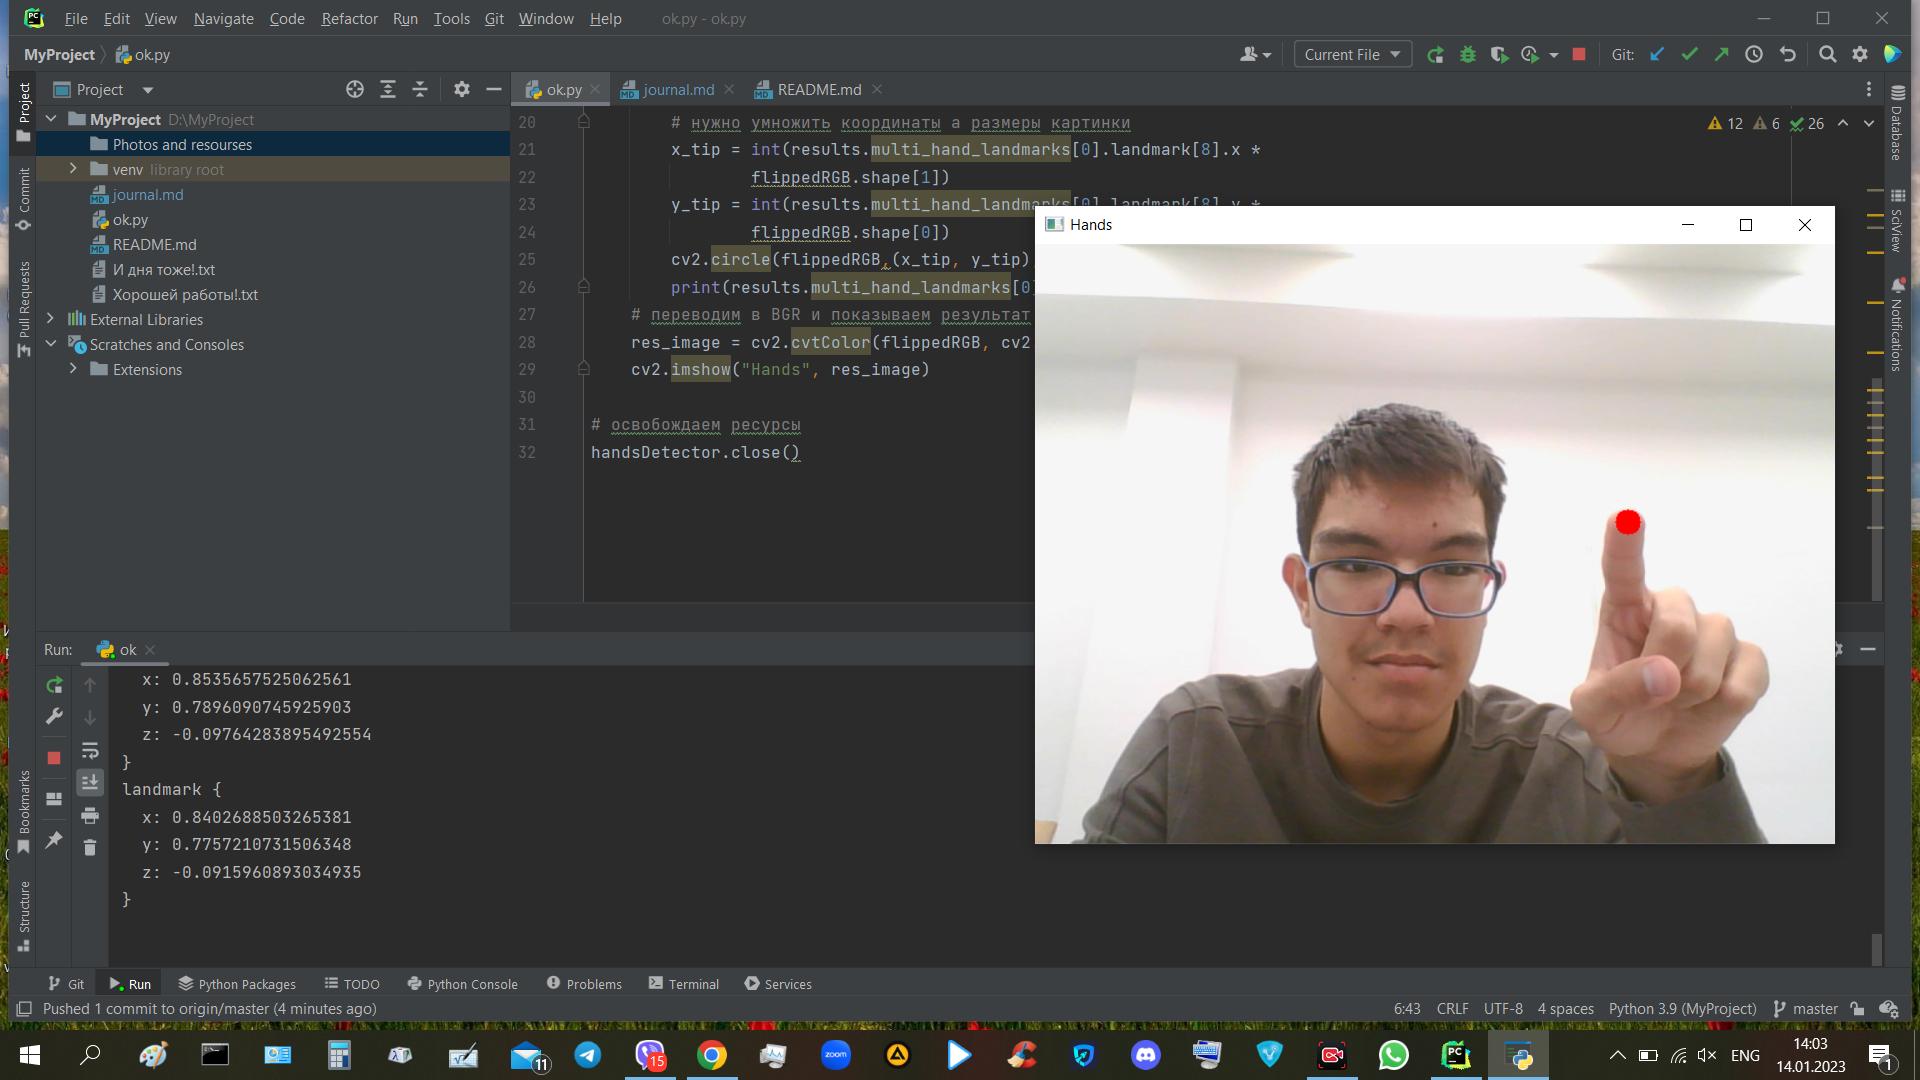 File Edit View Navigate Code Refactor Run Tools Git Window Help ok.py - ok.py
MyProject ok.py Current File Git:
Project ok.py journal.md README.md
MyProject D:\MyProject
Photos and resourses
venv library root
journal.md
ok.py
README.md
И дня тоже!.txt
Хорошей работы!.txt
External Libraries
Scratches and Consoles
Extensions
Project
Commit
Pull Requests
Bookmarks
Structure
20 # нужно умножить координаты а размеры картинки
21 x_tip = int(results.multi_hand_landmarks[0].landmark[8].x *
22 flippedRGB.shape[1])
23 y_tip = int(results.multi_hand_landmarks[0].landmark[8].y *
24 flippedRGB.shape[0])
25 cv2.circle(flippedRGB,(x_tip, y_tip)
26 print(results.multi_hand_landmarks[0
27 # переводим в BGR и показываем результат
28 res_image = cv2.cvtColor(flippedRGB, cv2
29 cv2.imshow("Hands", res_image)
30
31 # освобождаем ресурсы
32 handsDetector.close()
12 6 26
Database
SciView
Notifications
Hands
Run: ok
x: 0.8535657525062561
y: 0.7896090745925903
z: -0.09764283895492554
}
landmark {
x: 0.8402688503265381
y: 0.7757210731506348
z: -0.0915960893034935
}
Git Run Python Packages TODO Python Console Problems Terminal Services
Pushed 1 commit to origin/master (4 minutes ago) 6:43 CRLF UTF-8 4 spaces Python 3.9 (MyProject) master
11 15 zoom PC ENG 14:03
14.01.2023 1